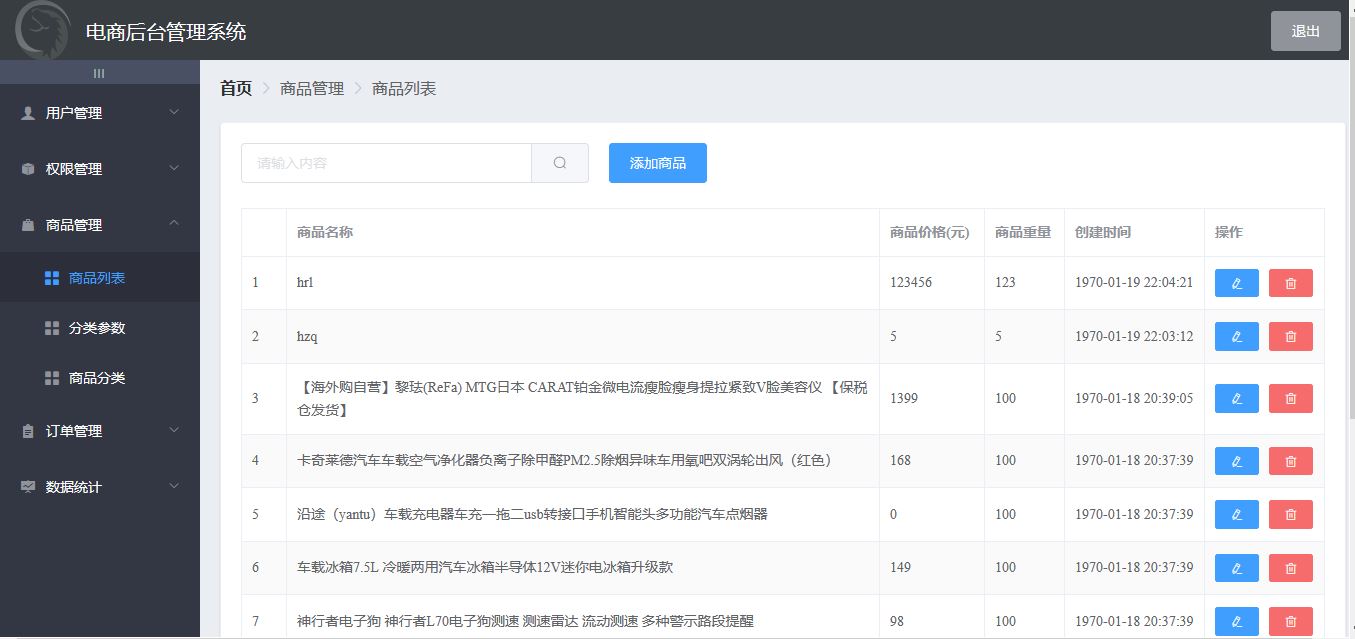 电商后台管理系统
退出
用户管理
权限管理
商品管理
商品列表
分类参数
商品分类
订单管理
数据统计
首页 > 商品管理 > 商品列表
请输入内容
添加商品
商品名称 商品价格(元) 商品重量 创建时间 操作
1 hrl 123456 123 1970-01-19 22:04:21
2 hzq 5 5 1970-01-19 22:03:12
3 【海外购自营】黎珐(ReFa) MTG日本 CARAT铂金微电流瘦脸瘦身提拉紧致V脸美容仪 【保税
仓发货】 1399 100 1970-01-18 20:39:05
4 卡奇莱德汽车车载空气净化器负离子除甲醛PM2.5除烟异味车用氧吧双涡轮出风（红色） 168 100 1970-01-18 20:37:39
5 沿途（yantu）车载充电器车充一拖二usb转接口手机智能头多功能汽车点烟器 0 100 1970-01-18 20:37:39
6 车载冰箱7.5L 冷暖两用汽车冰箱半导体12V迷你电冰箱升级款 149 100 1970-01-18 20:37:39
7 神行者电子狗 神行者L70电子狗测速 测速雷达 流动测速 多种警示路段提醒 98 100 1970-01-18 20:37:39